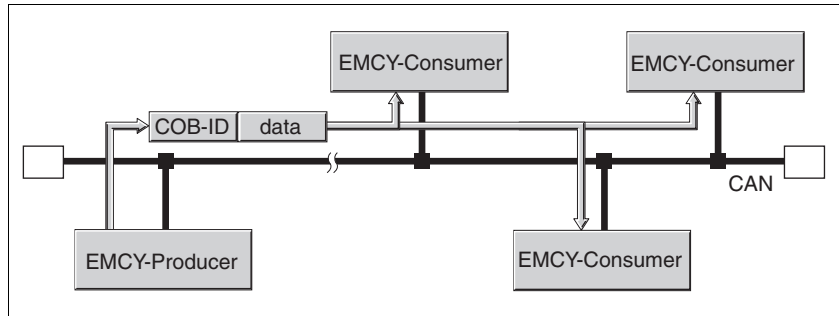 EMCY-Consumer
EMCY-Consumer
COB-ID data
CAN
EMCY-Producer
EMCY-Consumer